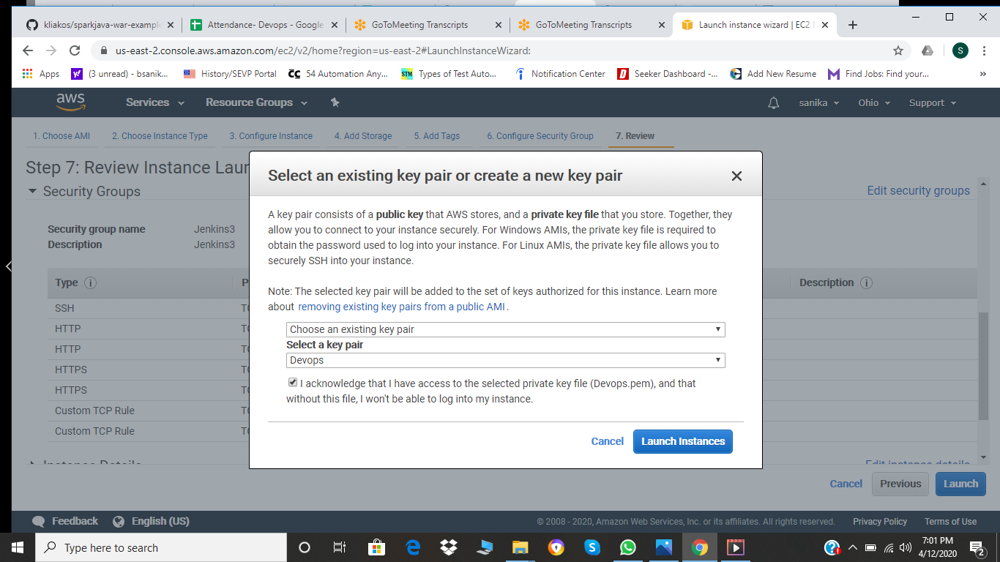 kliakos/sparkjava-war-example
Attendance- Devops - Google
GoToMeeting Transcripts
GoToMeeting Transcripts
Launch instance wizard | EC2
us-east-2.console.aws.amazon.com/ec2/v2/home?region=us-east-2#LaunchInstanceWizard:
S
Apps
(3 unread) - bsanik...
History/SEVP Portal
54 Automation Any...
STM
Types of Test Auto...
Notification Center
Seeker Dashboard -...
Add New Resume
Find Jobs: Find your...
»
aws
Services
Resource Groups
sanika
Ohio
Support
1. Choose AMI
2. Choose Instance Type
3. Configure Instance
4. Add Storage
5. Add Tags
6. Configure Security Group
7. Review
Step 7: Review Instance Laun
Security Groups
Edit security groups
Security group name
Jenkins3
Description
Jenkins3
Type
Description
SSH
HTTP
HTTP
HTTPS
HTTPS
Custom TCP Rule
Custom TCP Rule
Instance Details
Edit instance details
Select an existing key pair or create a new key pair
A key pair consists of a public key that AWS stores, and a private key file that you store. Together, they
allow you to connect to your instance securely. For Windows AMIs, the private key file is required to
obtain the password used to log into your instance. For Linux AMIs, the private key file allows you to
securely SSH into your instance.
Note: The selected key pair will be added to the set of keys authorized for this instance. Learn more
about removing existing key pairs from a public AMI.
Choose an existing key pair
Select a key pair
Devops
I acknowledge that I have access to the selected private key file (Devops.pem), and that
without this file, I won't be able to log into my instance.
Cancel
Launch Instances
Cancel
Previous
Launch
Feedback
English (US)
© 2008 - 2020, Amazon Web Services, Inc. or its affiliates. All rights reserved.
Privacy Policy
Terms of Use
Type here to search
7:01 PM
4/12/2020
2